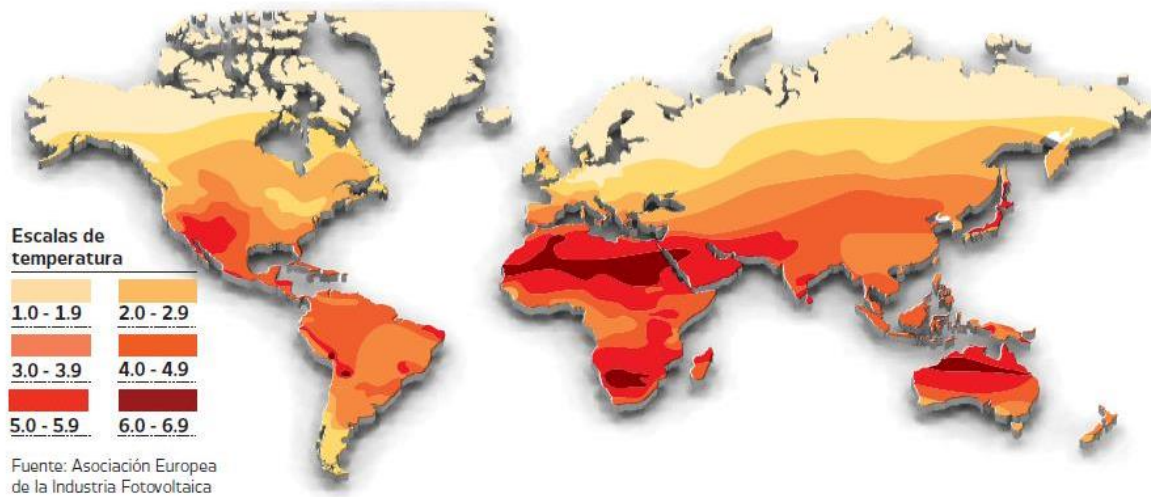 Escalas de
temperatura
1.0 - 1.9
2.0 - 2.9
3.0 - 3.9
4.0 - 4.9
5.0 - 5.9
6.0 - 6.9
Fuente: Asociación Europea
de la Industria Fotovoltaica